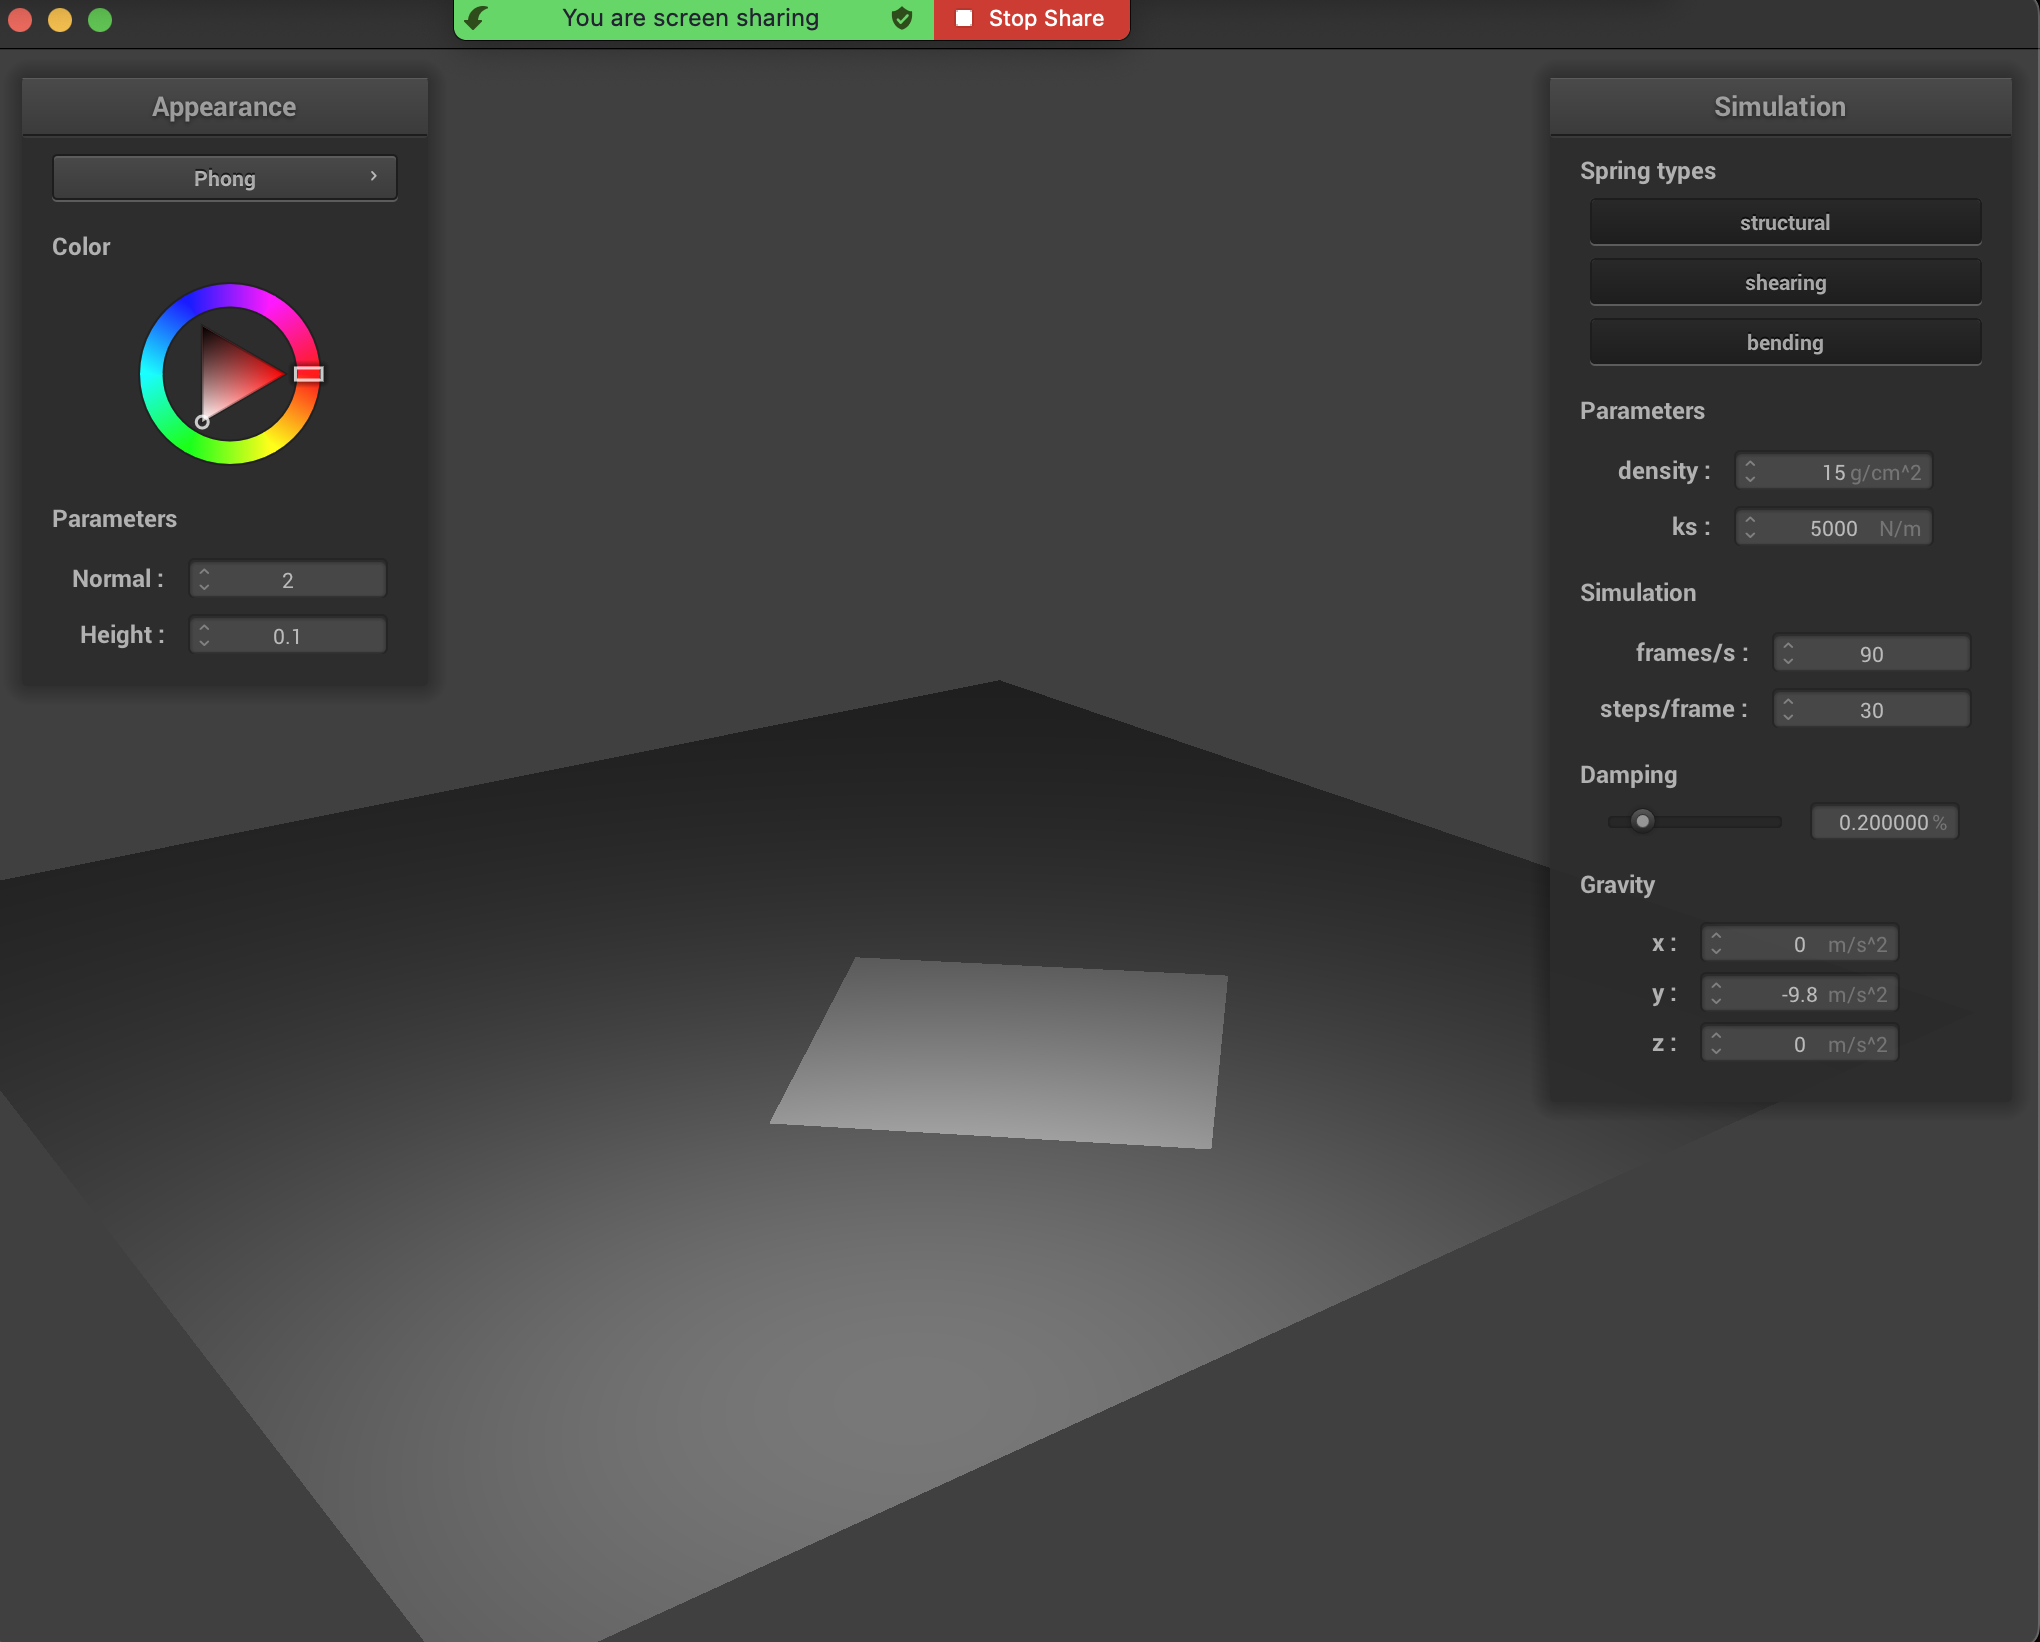 You are screen sharing
Stop Share
Appearance
Phong
Color
Parameters
Normal : 2
Height : 0.1
Simulation
Spring types
structural
shearing
bending
Parameters
density : 15 g/cm^2
ks : 5000 N/m
Simulation
frames/s : 90
steps/frame : 30
Damping
0.200000 %
Gravity
x : 0 m/s^2
y : -9.8 m/s^2
z : 0 m/s^2